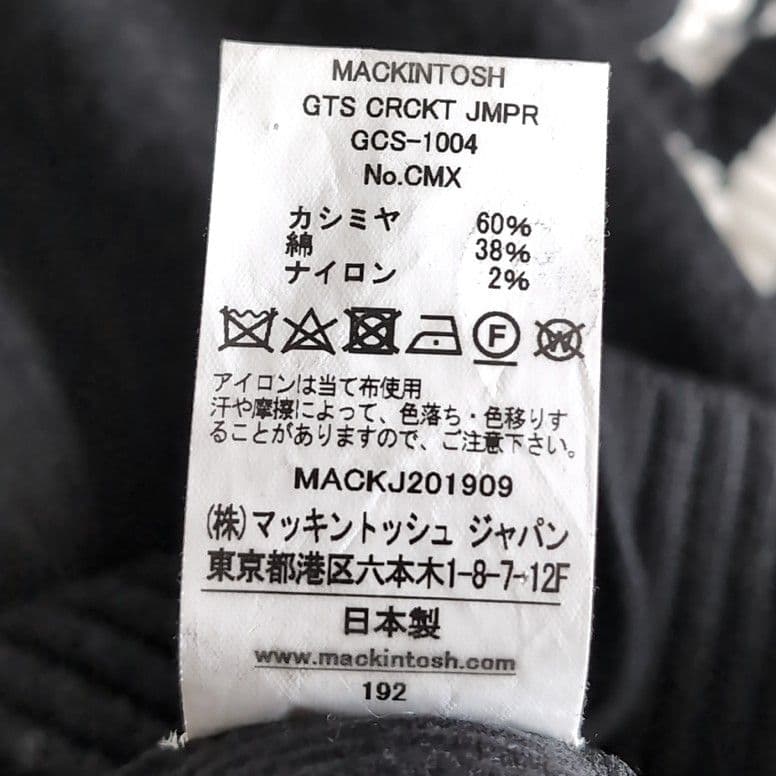 MACKINTOSH
GTS CRCKT JMPR
GCS-1004
No.CMX
カシミヤ 60%
綿 38%
ナイロン 2%
F W
アイロンは当て布使用
汗や摩擦によって、色落ち・色移りす
ることがありますので、ご注意下さい。
MACKJ201909
(株)マッキントッシュ ジャパン
東京都港区六本木1-8-7-12F
日本製
www.mackintosh.com
192